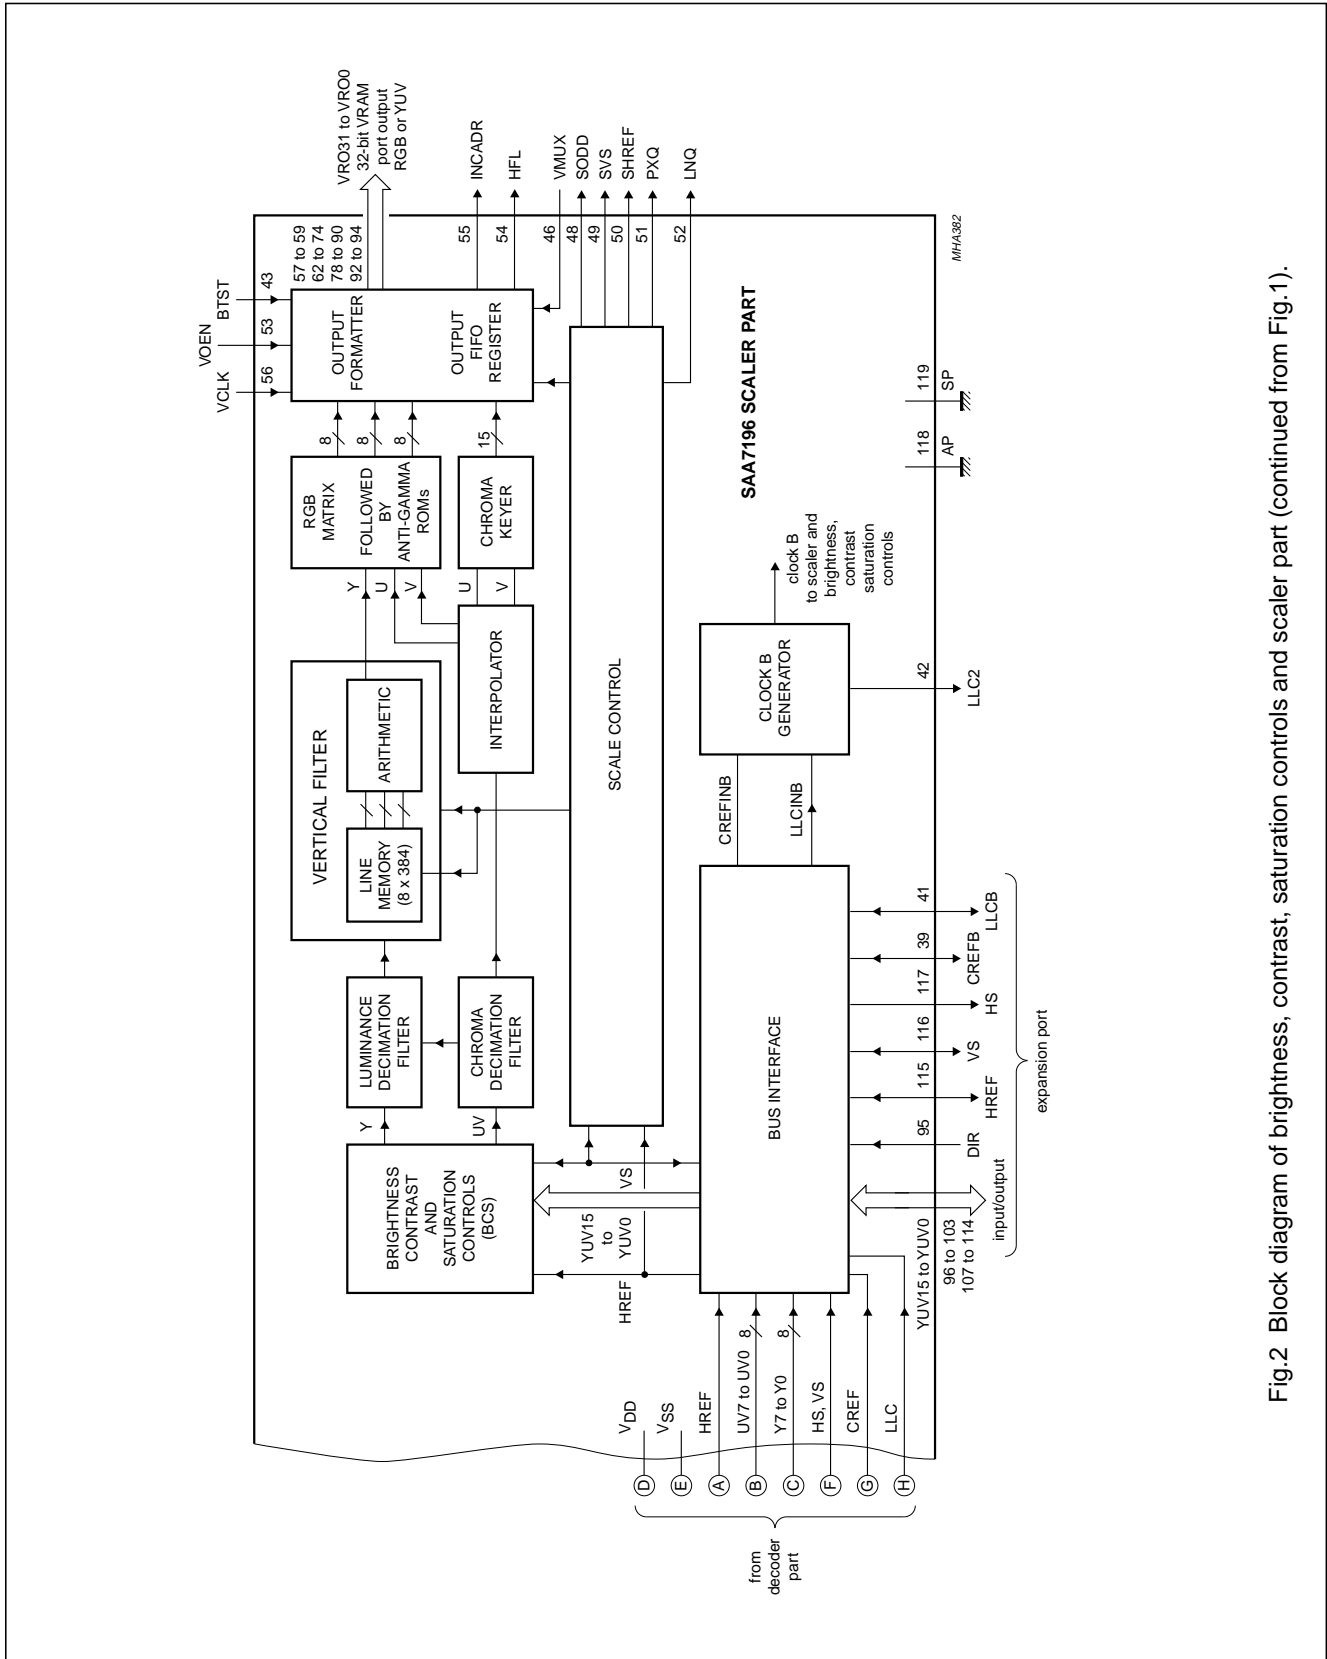 VCLK
VOEN
BTST
56
53
43
VRO31 to VRO0
32-bit VRAM
port output
RGB or YUV
57 to 59
62 to 74
78 to 90
92 to 94
OUTPUT
FORMATTER
OUTPUT
FIFO
REGISTER
55
INCADR
54
HFL
46
VMUX
48
SODD
49
SVS
50
SHREF
51
PXQ
52
LNQ
8
8
8
15
RGB
MATRIX
FOLLOWED
BY
ANTI-GAMMA
ROMs
CHROMA
KEYER
Y
U
V
U
V
VERTICAL FILTER
LINE
MEMORY
(8 x 384)
ARITHMETIC
INTERPOLATOR
LUMINANCE
DECIMATION
FILTER
CHROMA
DECIMATION
FILTER
Y
UV
BRIGHTNESS
CONTRAST
AND
SATURATION
CONTROLS
(BCS)
SCALE CONTROL
HREF
YUV15
to
YUV0
VS
BUS INTERFACE
CREFINB
LLCINB
CLOCK B
GENERATOR
clock B
to scaler and
brightness,
contrast
saturation
controls
SAA7196 SCALER PART
42
LLC2
118
AP
119
SP
MHA382
VDD
VSS
HREF
UV7 to UV0
8
Y7 to Y0
8
HS, VS
CREF
LLC
D
E
A
B
C
F
G
H
from
decoder
part
YUV15 to YUV0
96 to 103
107 to 114
input/output
95
DIR
115
HREF
116
VS
117
HS
39
CREFB
41
LLCB
expansion port
Fig.2 Block diagram of brightness, contrast, saturation controls and scaler part (continued from Fig.1).